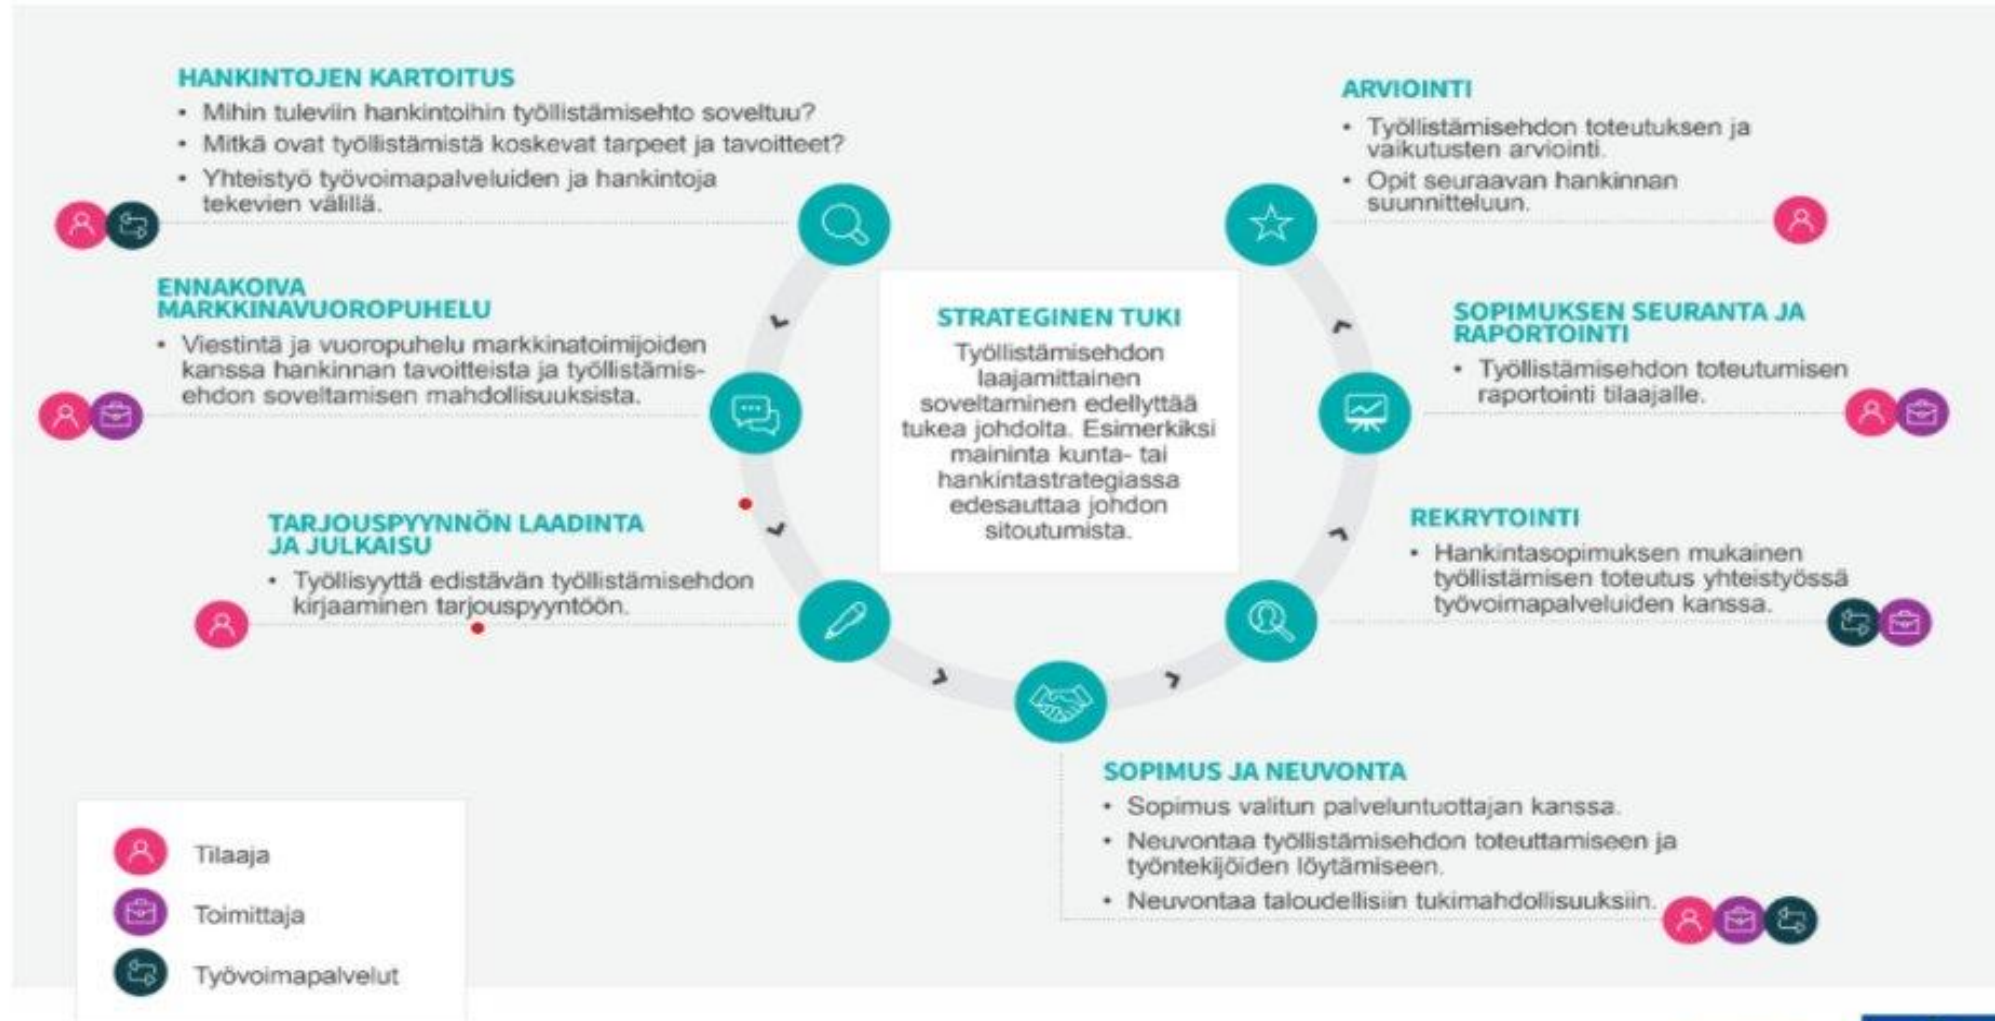 HANKINTOJEN KARTOITUS
• Mihin tuleviin hankintoihin työllistämisehto soveltuu?
• Mitkä ovat työllistämistä koskevat tarpeet ja tavoitteet?
• Yhteistyö työvoimapalveluiden ja hankintoja
tekevien välillä.
ENNAKOIVA
MARKKINAVUOROPUHELU
• Viestintä ja vuoropuhelu markkinatoimijoiden
kanssa hankinnan tavoitteista ja työllistämis-
ehdon soveltamisen mahdollisuuksista.
TARJOUSPYYNNÖN LAADINTA
JA JULKAISU
• Työllisyyttä edistävän työllistämisehdon
kirjaaminen tarjouspyyntöön.
STRATEGINEN TUKI
Työllistämisehdon
laajamittainen
soveltaminen edellyttää
tukea johdolta. Esimerkiksi
maininta kunta- tai
hankintastrategiassa
edesauttaa johdon
sitoutumista.
SOPIMUS JA NEUVONTA
• Sopimus valitun palveluntuottajan kanssa.
• Neuvontaa työllistämisehdon toteuttamiseen ja
työntekijöiden löytämiseen.
• Neuvontaa taloudellisiin tukimahdollisuuksiin.
REKRYTOINTI
• Hankintasopimuksen mukainen
työllistämisen toteutus yhteistyössä
työvoimapalveluiden kanssa.
SOPIMUKSEN SEURANTA JA
RAPORTOINTI
• Työllistämisehdon toteutumisen
raportointi tilaajalle.
ARVIOINTI
• Työllistämisehdon toteutuksen ja
vaikutusten arviointi.
• Opit seuraavan hankinnan
suunnitteluun.
Tilaaja
Toimittaja
Työvoimapalvelut